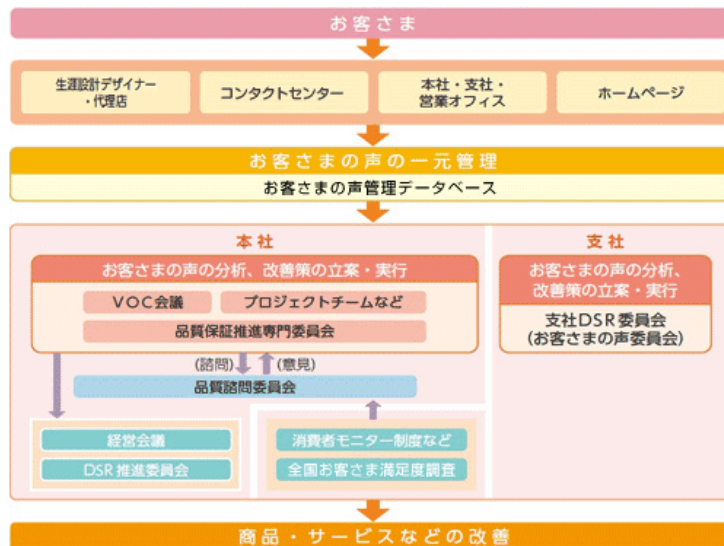 お客さま
生涯設計デザイナー
・代理店
コンタクトセンター
本社・支社・
営業オフィス
ホームページ
お客さまの声の一元管理
お客さまの声管理データベース
本社
お客さまの声の分析、改善策の立案・実行
VOC会議
プロジェクトチームなど
品質保証推進専門委員会
(諮問)
(意見)
品質諮問委員会
経営会議
DSR推進委員会
消費者モニター制度など
全国お客さま満足度調査
支社
お客さまの声の分析、
改善策の立案・実行
支社DSR委員会
(お客さまの声委員会)
商品・サービスなどの改善